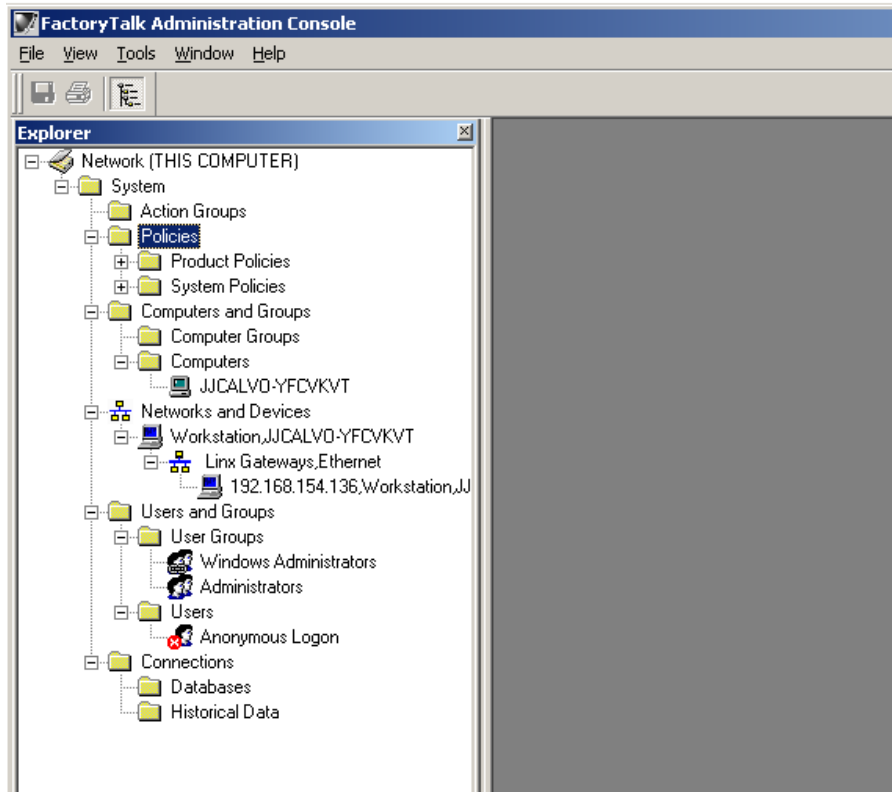 FactoryTalk Administration Console
File View Tools Window Help
Explorer
Network (THIS COMPUTER)
System
Action Groups
Policies
Product Policies
System Policies
Computers and Groups
Computer Groups
Computers
JJCALVO-YFCVKVT
Networks and Devices
Workstation,JJCALVO-YFCVKVT
Linx Gateways,Ethernet
192.168.154.136,Workstation,JJ
Users and Groups
User Groups
Windows Administrators
Administrators
Users
Anonymous Logon
Connections
Databases
Historical Data